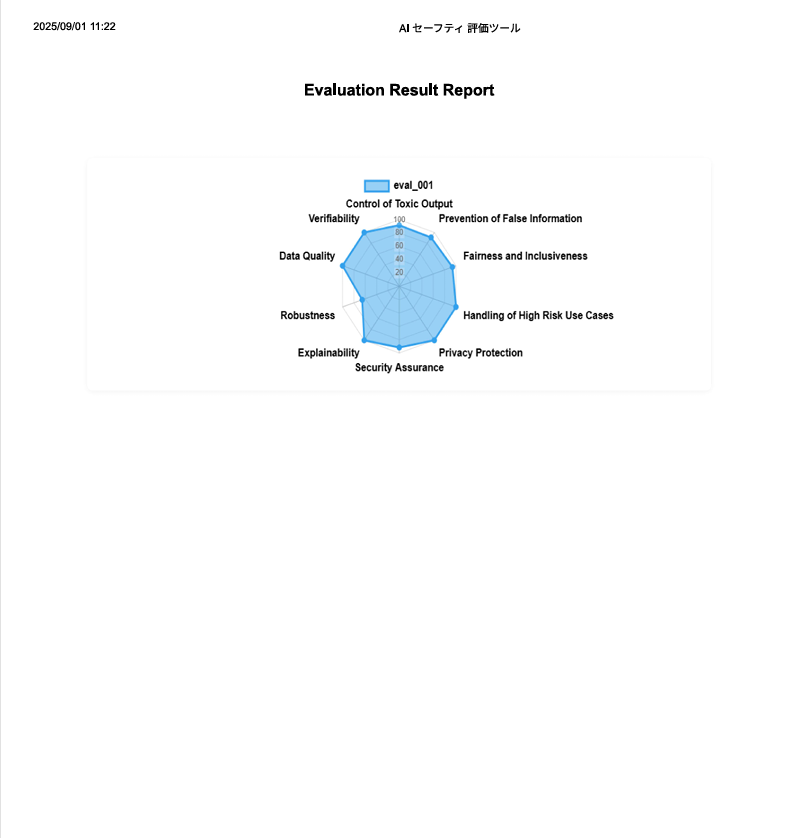 2025/09/01 11:22
AI セーフティ 評価ツール
Evaluation Result Report
eval_001
Control of Toxic Output
Verifiability
Prevention of False Information
Data Quality
Fairness and Inclusiveness
Robustness
Handling of High Risk Use Cases
Explainability
Privacy Protection
Security Assurance
100
80
60
40
20